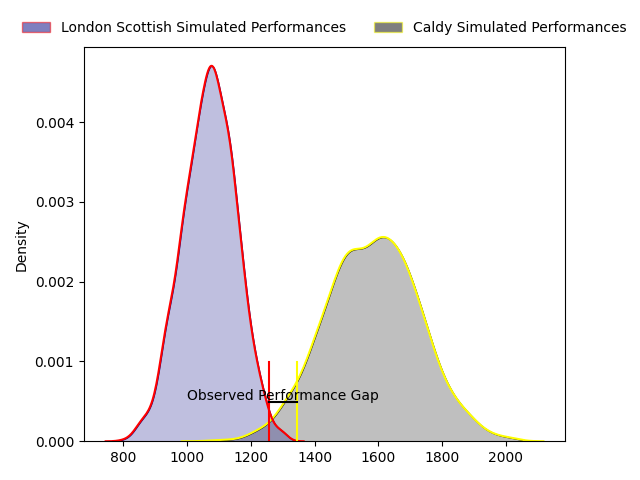 London Scottish Simulated Performances
Caldy Simulated Performances
Density
0.004
0.003
0.002
0.001
0.000
Observed Performance Gap
800 1000 1200 1400 1600 1800 2000